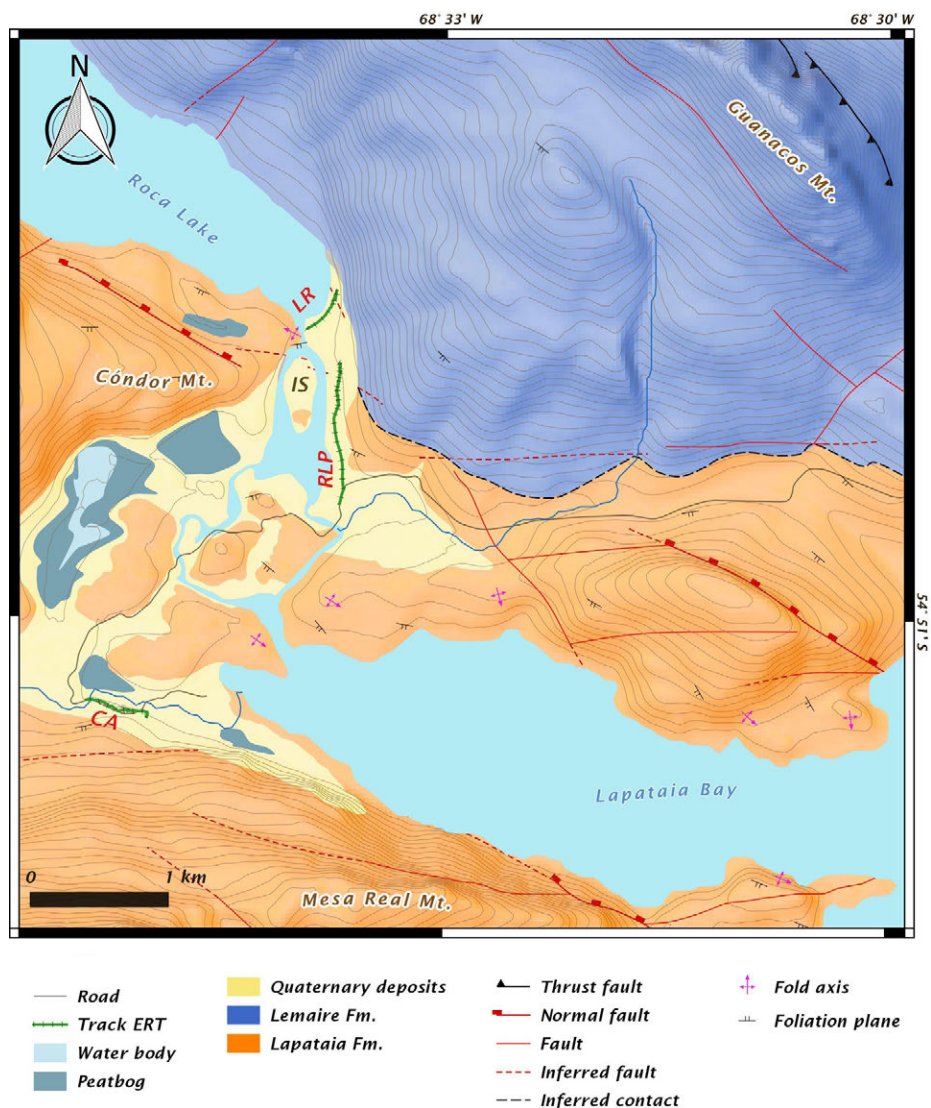 68° 33' W
68° 30' W
N
Guanacos Mt.
Roca Lake
LR
IS
Cóndor Mt.
RLP
54° 51' S
CA
Lapataia Bay
0
1 km
Mesa Real Mt.
Road
Track ERT
Water body
Peatbog
Quaternary deposits
Lemaire Fm.
Lapataia Fm.
Thrust fault
Normal fault
Fault
Inferred fault
Inferred contact
Fold axis
Foliation plane